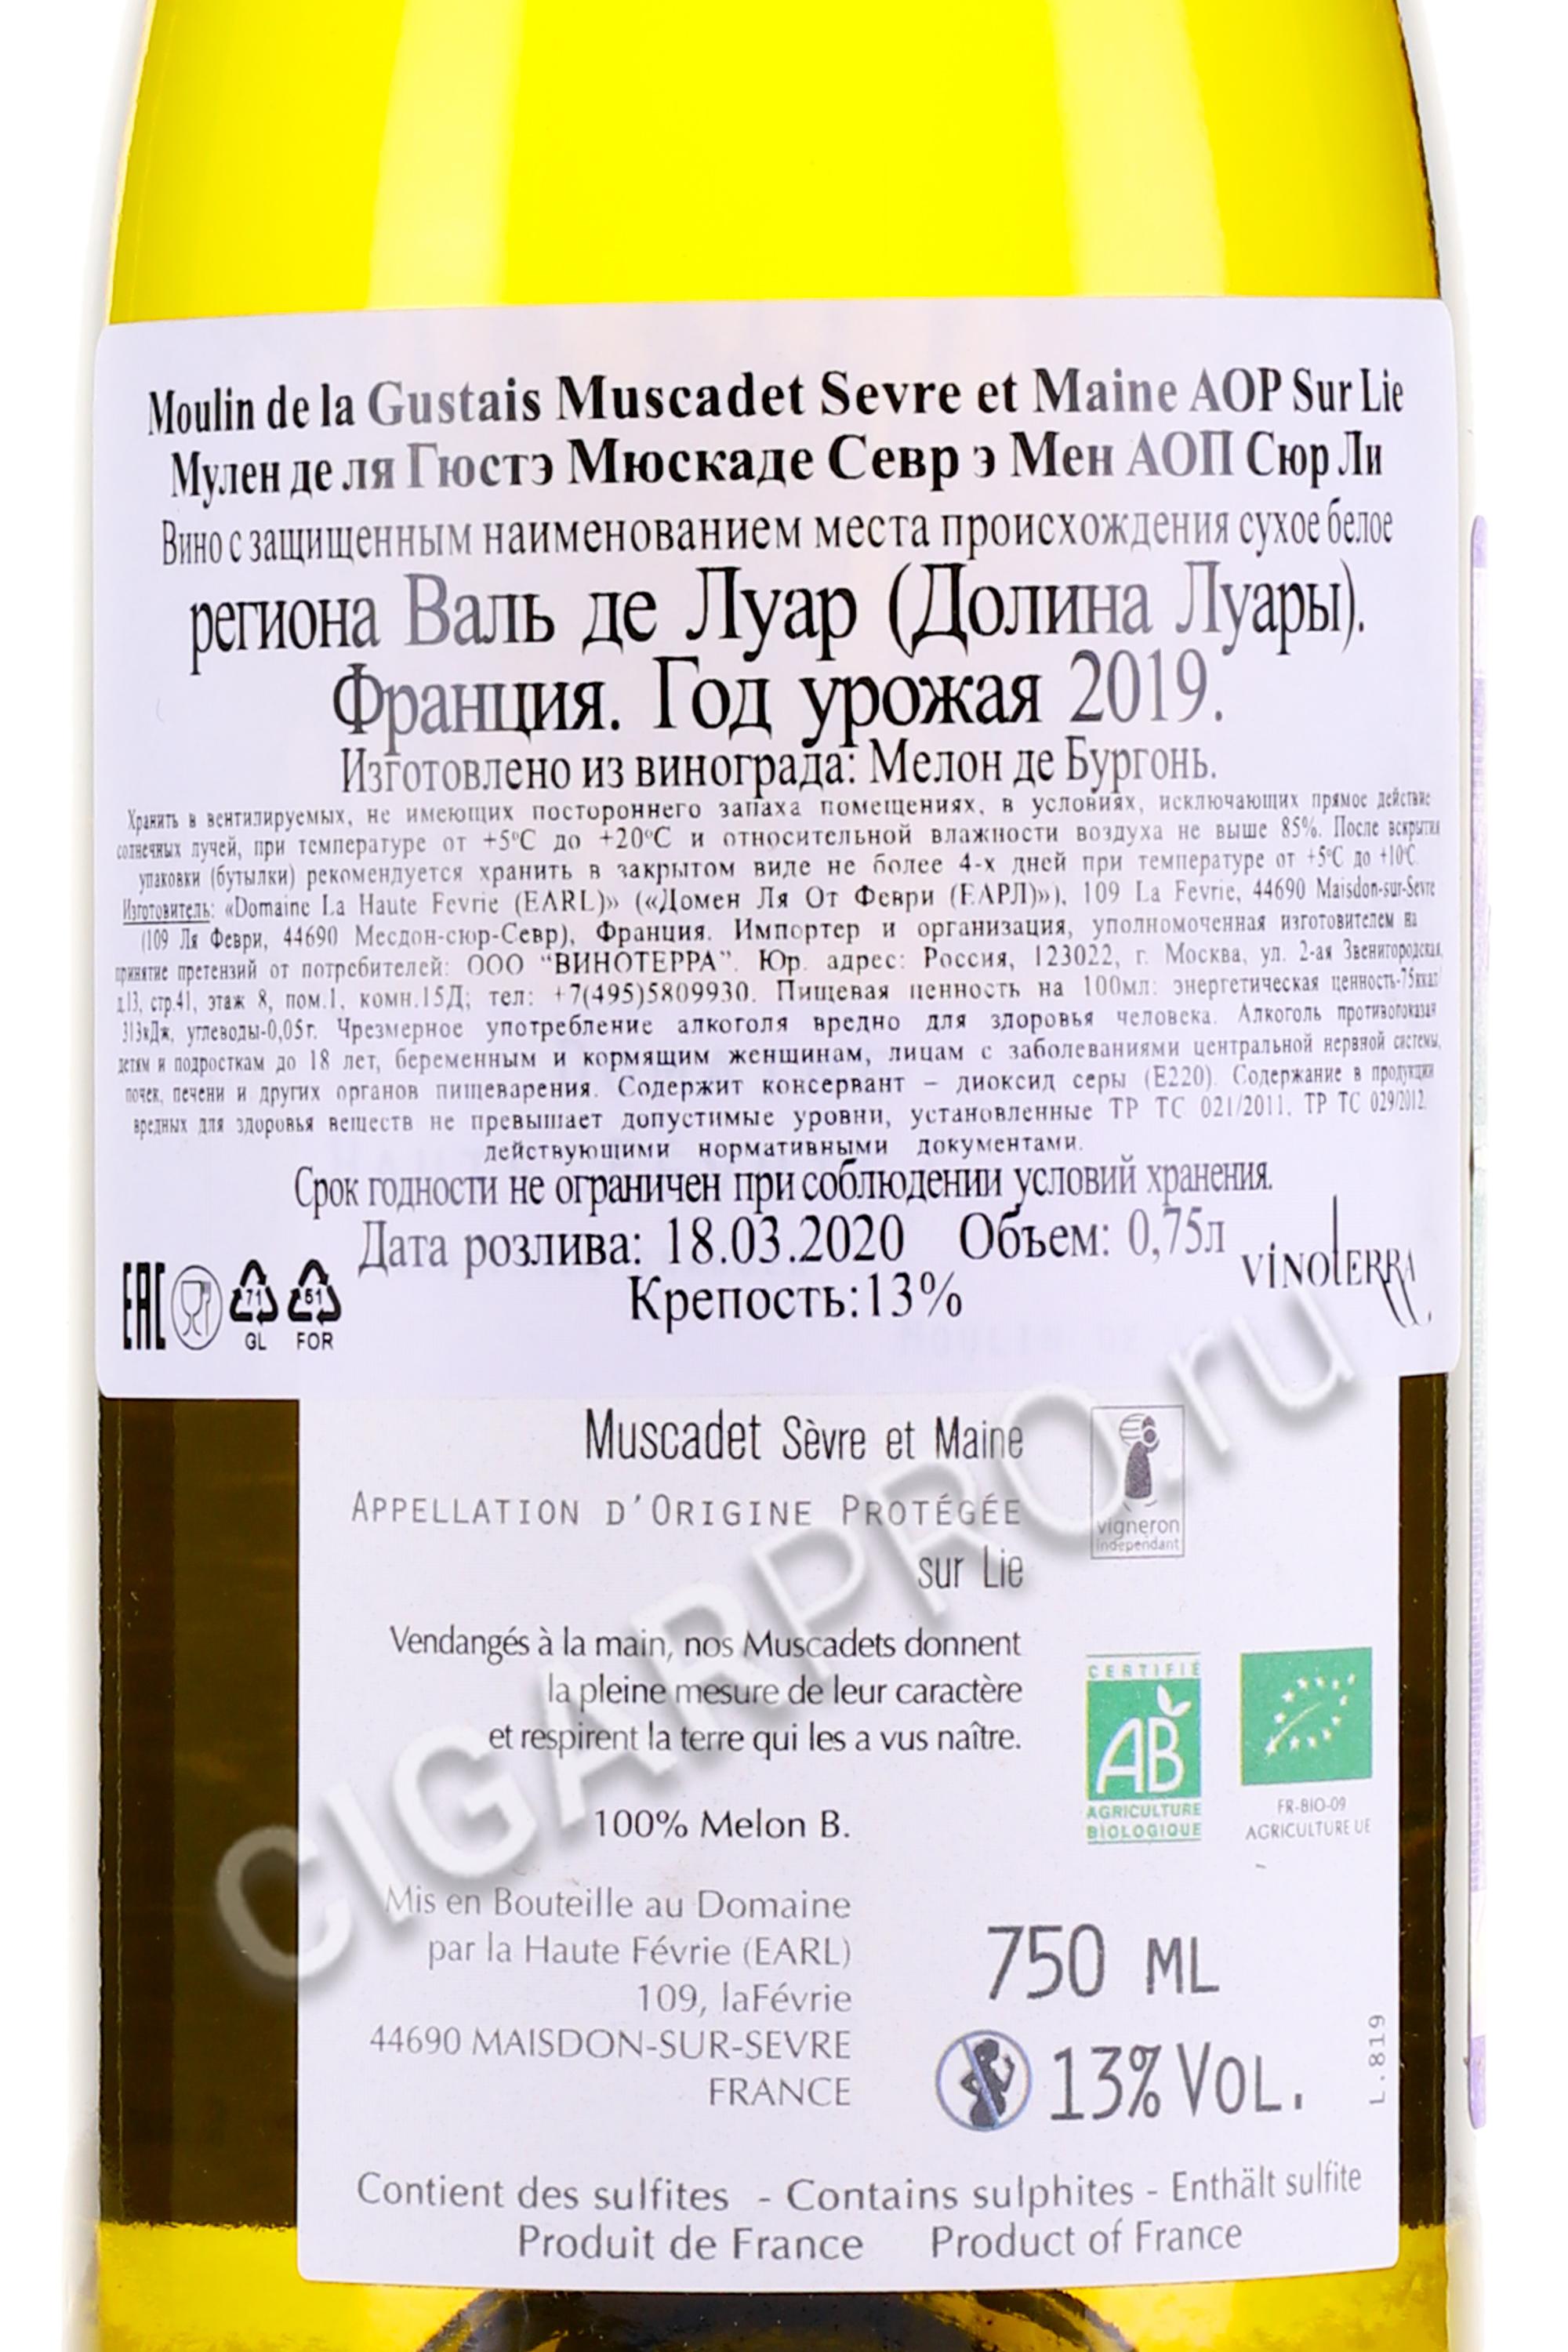 Moulin de la Gustais Muscadet Sevre et Maine AOP Sur Lie
Мулен де ля Гюстэ Мюскаде Севр э Мен АОП Сюр Ли
Вино с защищенным наименованием места происхождения сухое белое
региона Валь де Луар (Долина Луары).
Франция. Год урожая 2019.
Изготовлено из винограда: Мелон де Бургонь.
Хранить в вентилируемых, не имеющих постороннего запаха помещениях, в условиях, исключающих прямое действие
солнечных лучей, при температуре от +5°С до +20°С и относительной влажности воздуха не выше 85%. После вскрытия
упаковки (бутылки) рекомендуется хранить в закрытом виде не более 4-х дней при температуре от +5°С до +10°С.
Изготовитель: «Domaine La Haute Fevrie (EARL)» («Домен Ля От Феври (ЕАРЛ)»), 109 La Fevrie, 44690 Maisdon-sur-Sevre
(109 Ля Феври, 44690 Месдон-сюр-Севр), Франция. Импортер и организация, уполномоченная изготовителем на
принятие претензий от потребителей: ООО “ВИНОТЕРРА”. Юр. адрес: Россия, 123022, г. Москва, ул. 2-ая Звенигородская,
д.13, стр.41, этаж 8, пом.1, комн.15Д; тел: +7(495)5809930. Пищевая ценность на 100мл: энергетическая ценность-75ккал/
313кДж, углеводы-0,05г. Чрезмерное употребление алкоголя вредно для здоровья человека. Алкоголь противопоказан
детям и подросткам до 18 лет, беременным и кормящим женщинам, лицам с заболеваниями центральной нервной системы,
почек, печени и других органов пищеварения. Содержит консервант – диоксид серы (Е220). Содержание в продукции
вредных для здоровья веществ не превышает допустимые уровни, установленные ТР ТС 021/2011, ТР ТС 029/2012,
действующими нормативными документами.
Срок годности не ограничен при соблюдении условий хранения.
Дата розлива: 18.03.2020 Объем: 0,75л
Крепость:13%
EAC
71
GL
51
FOR
VINOTERRA
Muscadet Sèvre et Maine
APPELLATION D'ORIGINE PROTÉGÉE
sur Lie
vigneron
indépendant
Vendangés à la main, nos Muscadets donnent
la pleine mesure de leur caractère
et respirent la terre qui les a vus naître.
CERTIFIÉ
AB
AGRICULTURE
BIOLOGIQUE
FR-BIO-09
AGRICULTURE UE
100% Melon B.
Mis en Bouteille au Domaine
par la Haute Févrie (EARL)
109, laFévrie
44690 MAISDON-SUR-SEVRE
FRANCE
750 ML
13% VOL.
L.819
Contient des sulfites - Contains sulphites - Enthält sulfite
Produit de France Product of France
CIGARPRO.ru